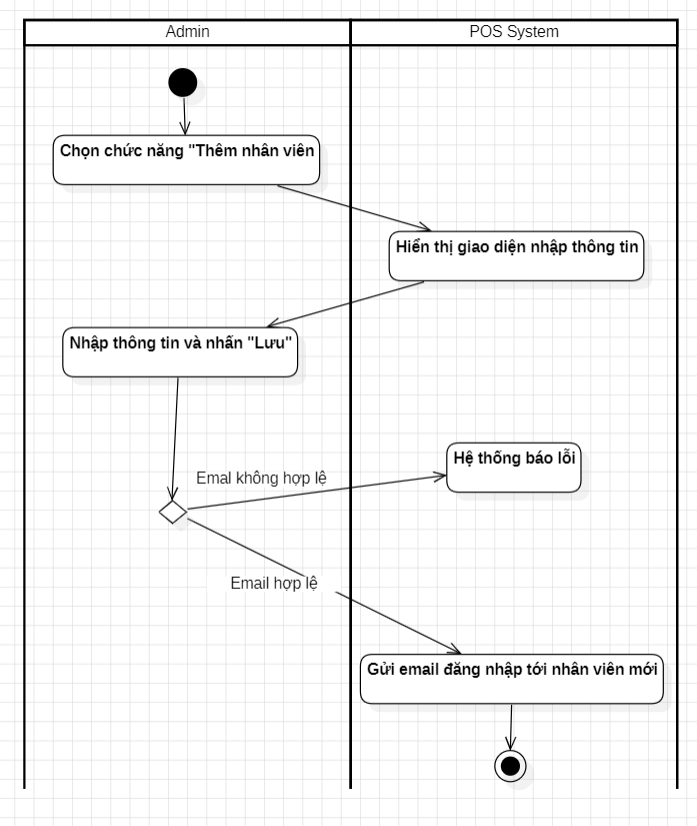 Admin
POS System
Chọn chức năng "Thêm nhân viên
Hiển thị giao diện nhập thông tin
Nhập thông tin và nhấn "Lưu"
Hệ thống báo lỗi
Emal không hợp lệ
Email hợp lệ
Gửi email đăng nhập tới nhân viên mới